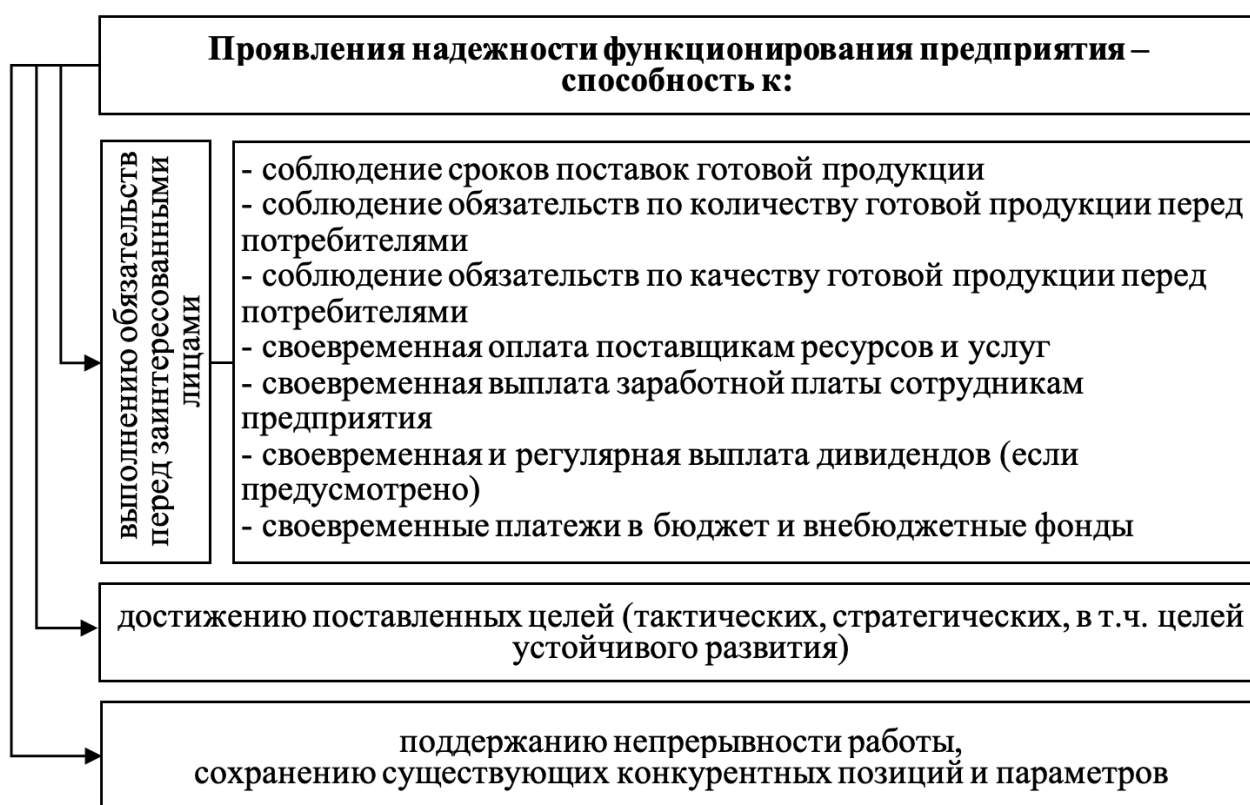 Проявления надежности функционирования предприятия –
способность к:
выполнению обязательств
перед заинтересованными
лицами
- соблюдение сроков поставок готовой продукции
- соблюдение обязательств по количеству готовой продукции перед
потребителями
- соблюдение обязательств по качеству готовой продукции перед
потребителями
- своевременная оплата поставщикам ресурсов и услуг
- своевременная выплата заработной платы сотрудникам
предприятия
- своевременная и регулярная выплата дивидендов (если
предусмотрено)
- своевременные платежи в бюджет и внебюджетные фонды
достижению поставленных целей (тактических, стратегических, в т.ч. целей
устойчивого развития)
поддержанию непрерывности работы,
сохранению существующих конкурентных позиций и параметров